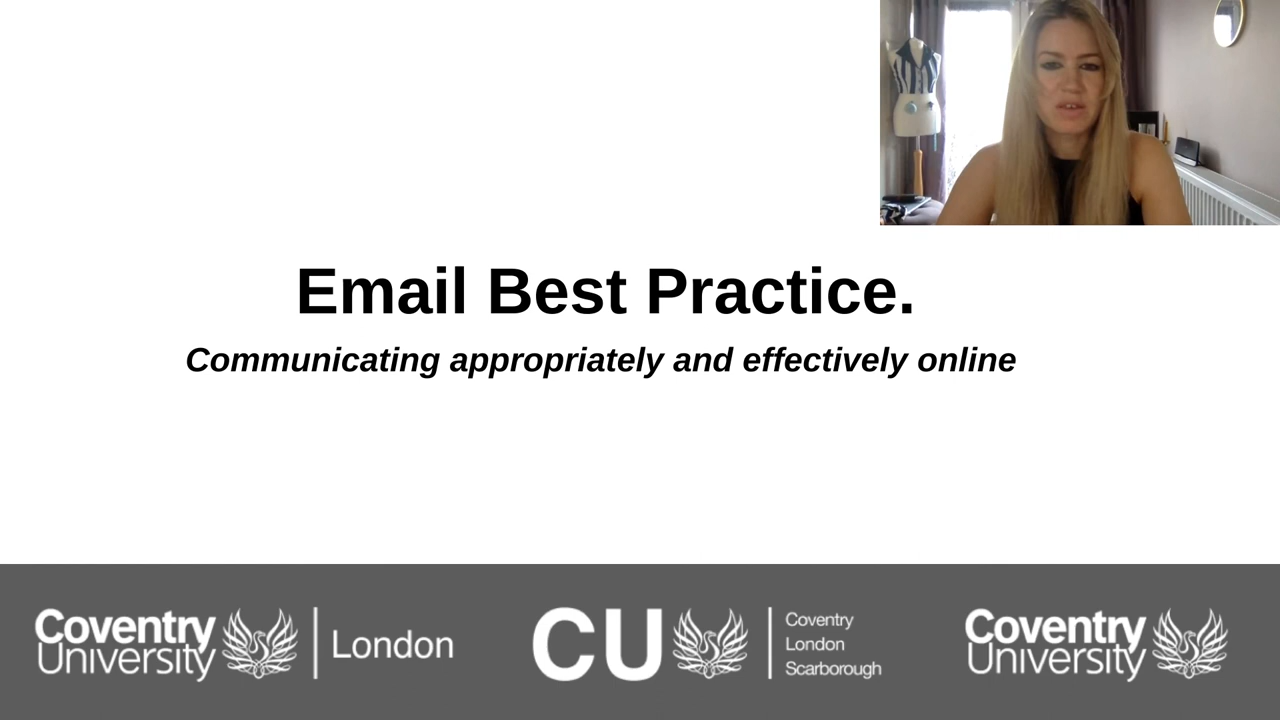 Email Best Practice.
Communicating appropriately and effectively online
Coventry
University
London
CU
Coventry
London
Scarborough
Coventry
University